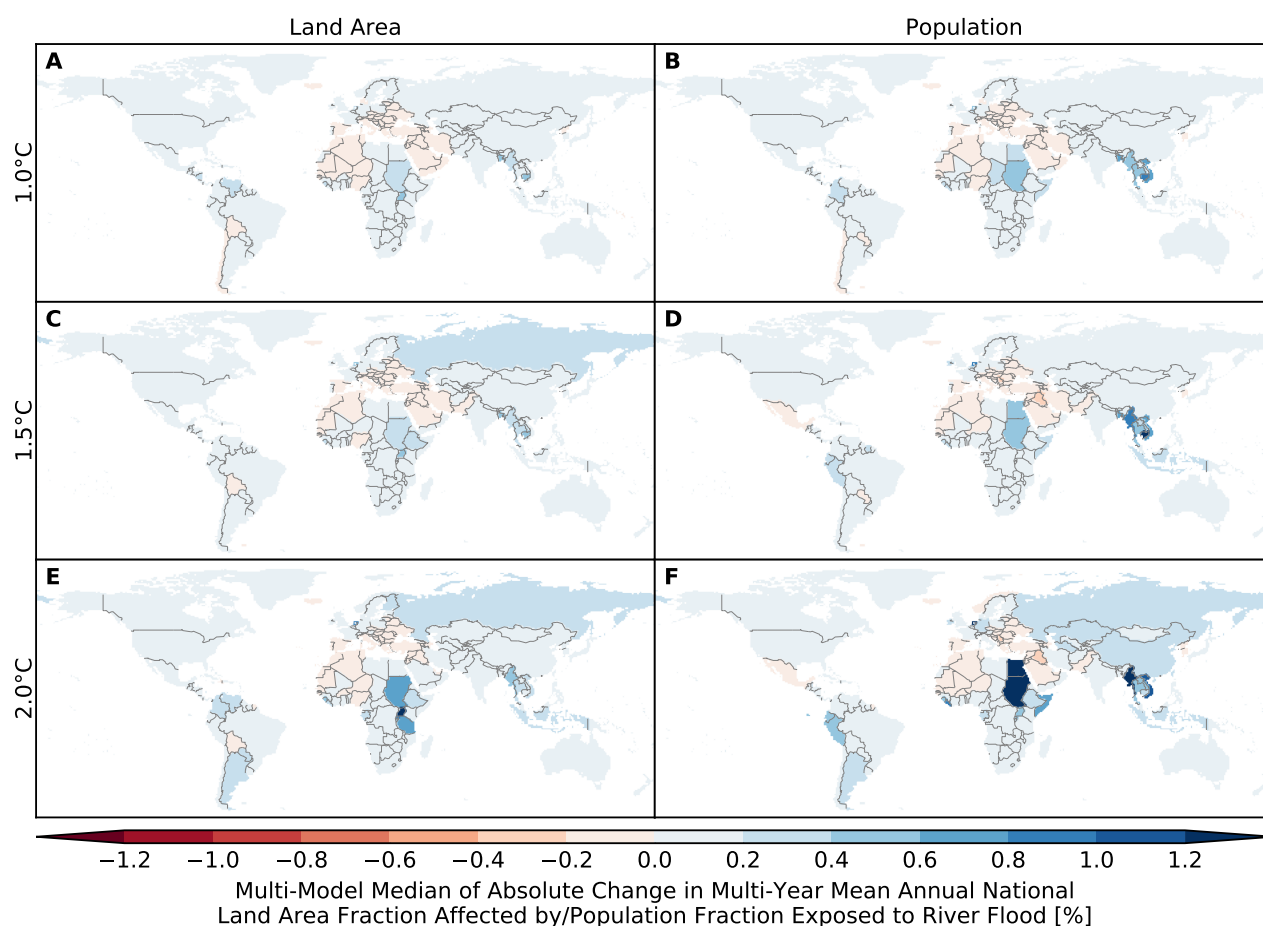 Land Area
Population
A
B
1.0°C
C
D
1.5°C
E
F
2.0°C
−1.2 −1.0 −0.8 −0.6 −0.4 −0.2 0.0 0.2 0.4 0.6 0.8 1.0 1.2
Multi-Model Median of Absolute Change in Multi-Year Mean Annual National
Land Area Fraction Affected by/Population Fraction Exposed to River Flood [%]